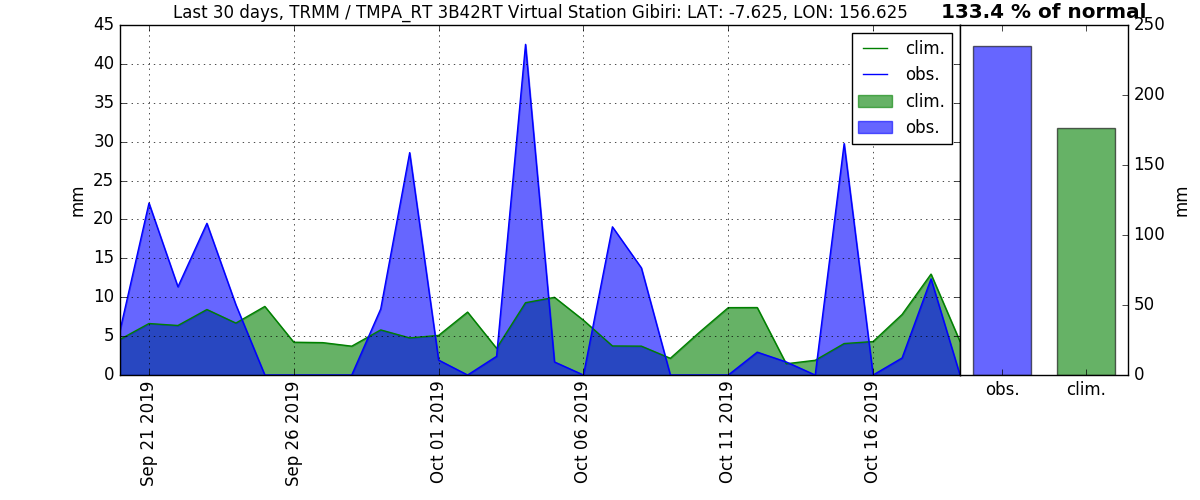 Last 30 days, TRMM / TMPA_RT 3B42RT Virtual Station Gibiri: LAT: -7.625, LON: 156.625
133.4 % of normal
45
40
35
30
25
20
15
10
5
0
mm
clim.
obs.
clim.
obs.
Sep 21 2019
Sep 26 2019
Oct 01 2019
Oct 06 2019
Oct 11 2019
Oct 16 2019
250
200
150
100
50
0
mm
obs.
clim.